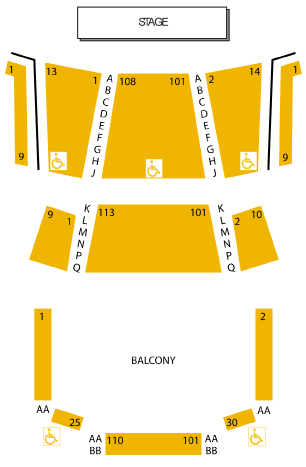 STAGE
1 13 1 A 108 101 A 2 14 1
B B
C C
D D
E E
F F
G G
9 H H 9
J J
9 1 K 113 101 K 2 10
L L
M M
N N
P P
Q Q
1 2
BALCONY
AA AA
25 30
AA 110 101 AA
BB BB